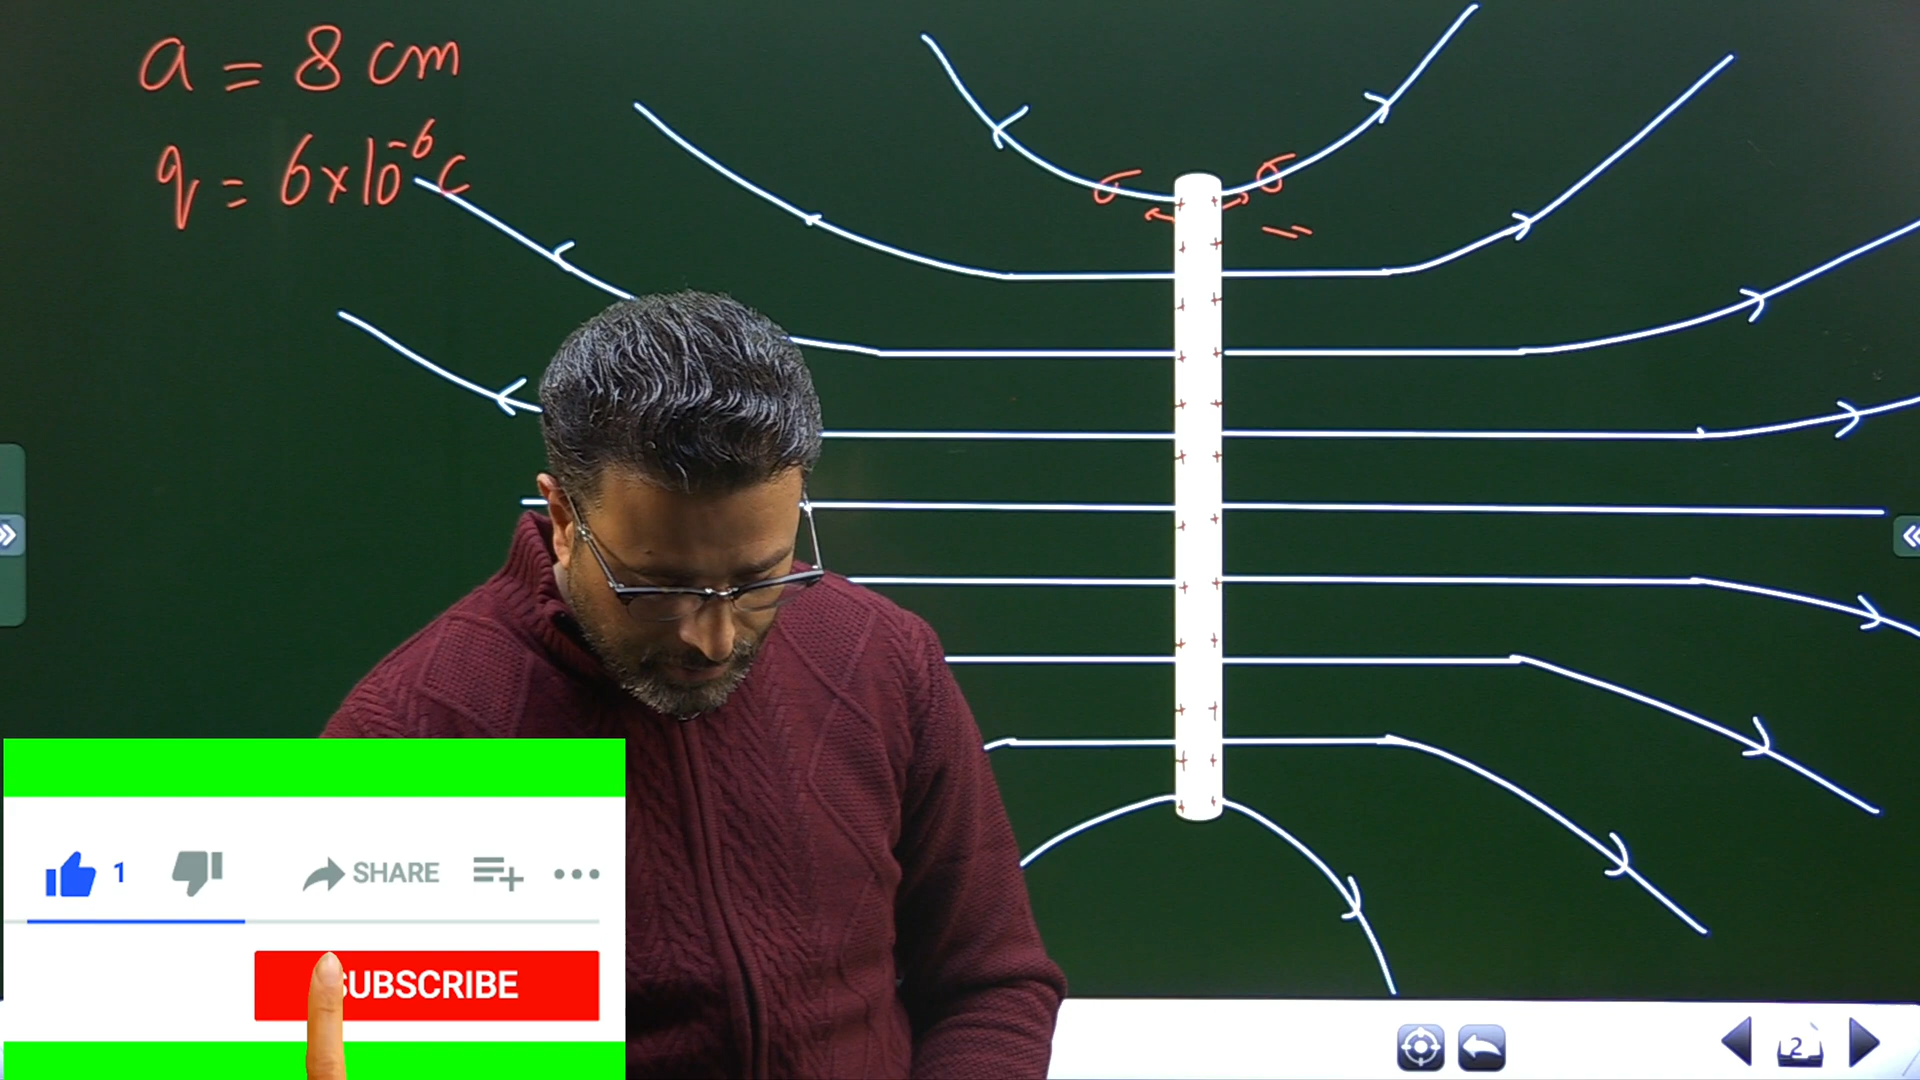 a = 8 cm
q = 6×10⁻⁶ c
σ σ
1 SHARE
SUBSCRIBE
2